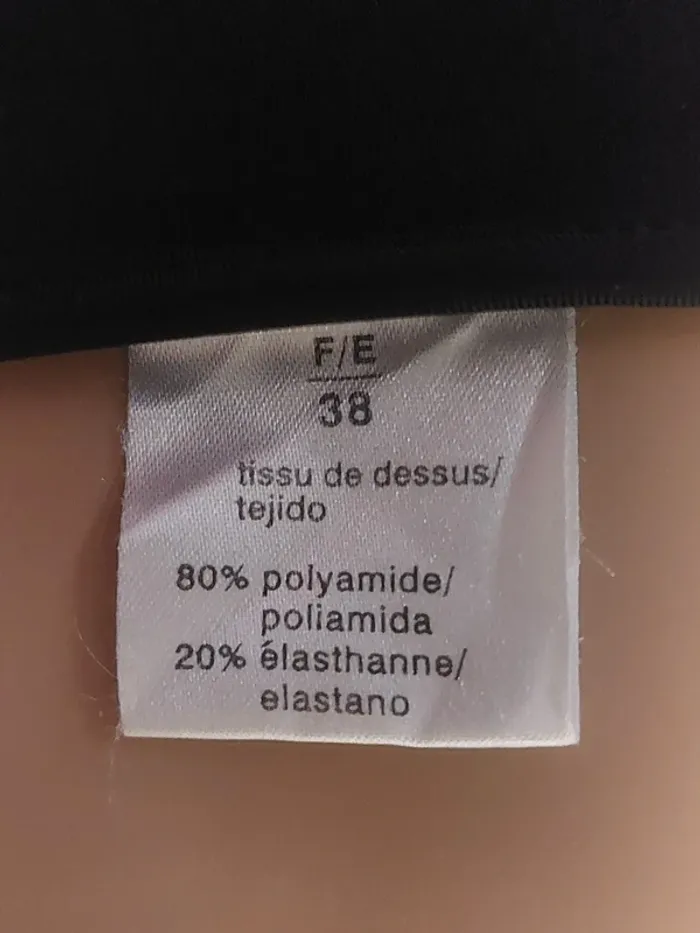 F/E
38
tissu de dessus/
tejido
80% polyamide/
poliamida
20% élasthanne/
elastano